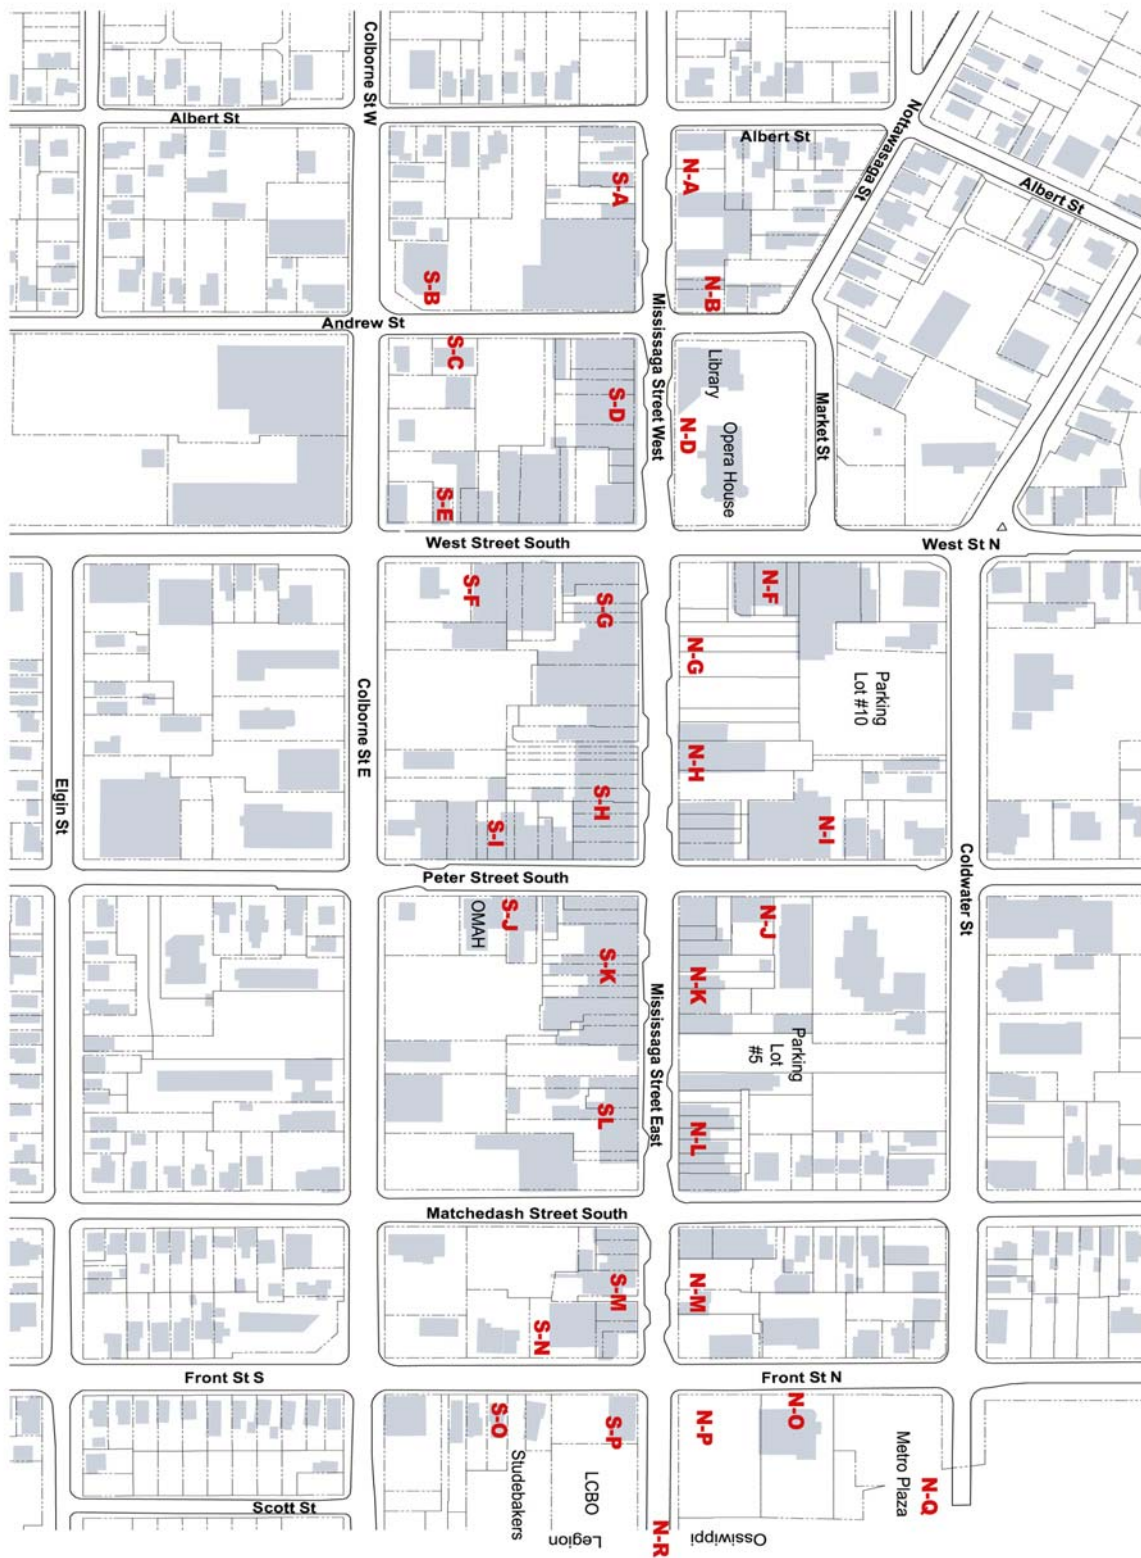 Colborne St W
Albert St
Albert St
Nottawasaga St
Albert St
S-A
N-A
S-B
N-B
Mississaga Street West
Andrew St
S-C
S-D
Library
N-D
Opera House
Market St
S-E
West Street South
West St N
S-F
S-G
N-F
N-G
Parking
Lot #10
Colborne St E
N-H
S-H
S-I
N-I
Elgin St
Coldwater St
Peter Street South
OMAH
S-J
S-K
N-J
N-K
Mississaga Street East
Parking
Lot
#5
SL
N-L
Matchedash Street South
S-M
N-M
S-N
Front St S
Front St N
S-O
S-P
N-P
N-O
Studebakers
LCBO
Metro Plaza
N-Q
Scott St
Legion
N-R
Ossiwippi